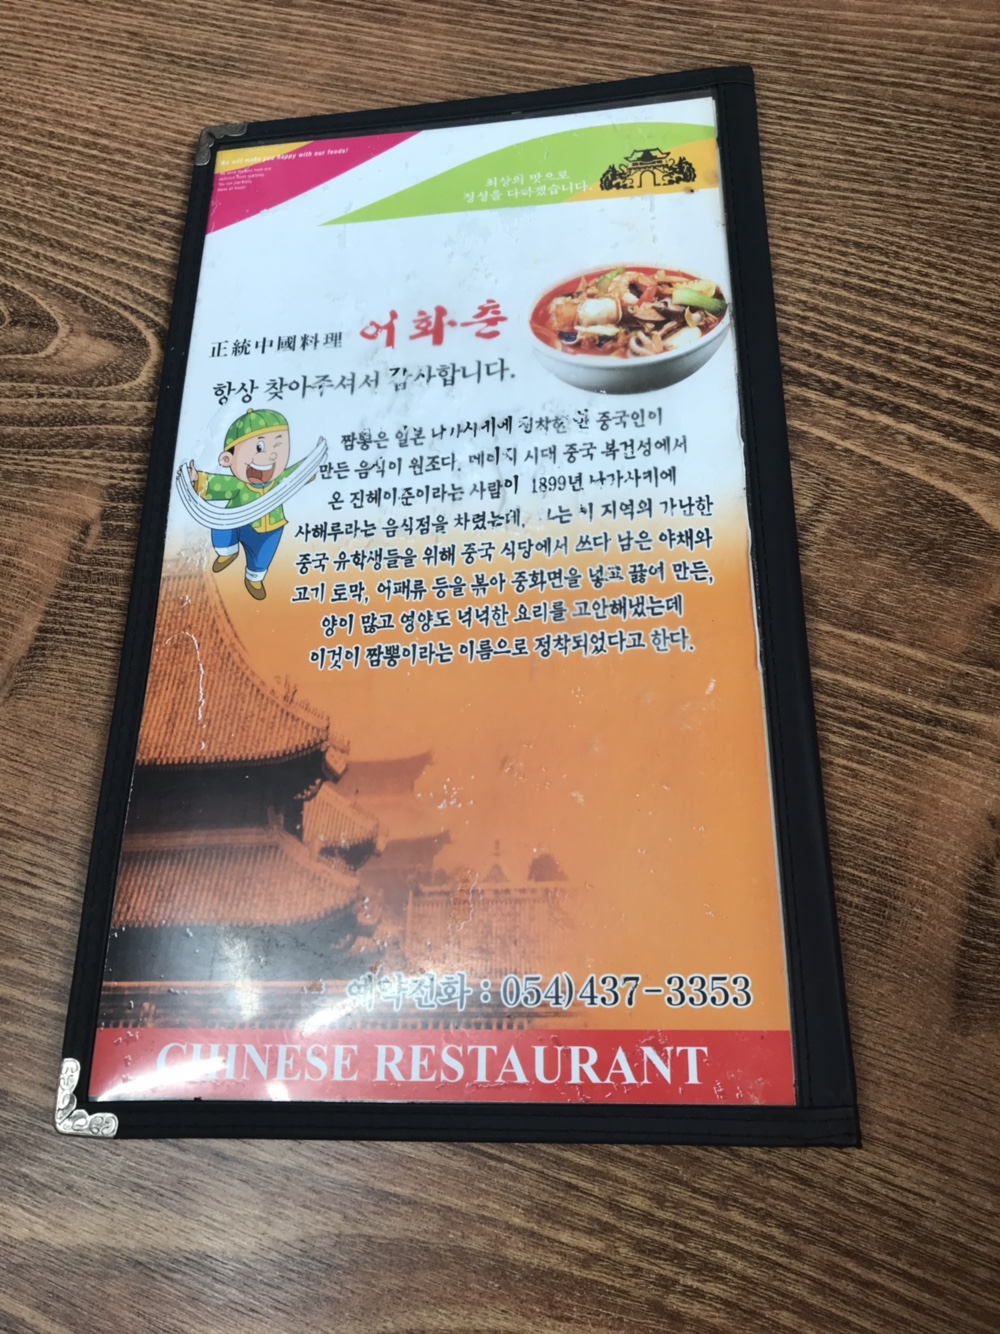 We will make you happy with our foods!
최상의 맛으로
정성을 다하겠습니다.
正統中國料理 어화춘
항상 찾아주셔서 감사합니다.
짬뽕은 일본 나가사키에 정착한 한 중국인이
만든 음식이 원조다. 메이지 시대 중국 복건성에서
온 진헤이준이라는 사람이 1899년 나가사키에
사해루라는 음식점을 차렸는데, 지역의 가난한
중국 유학생들을 위해 중국 식당에서 쓰다 남은 야채와
고기 토막, 어패류 등을 볶아 중화면을 넣고 끓여 만든,
양이 많고 영양도 넉넉한 요리를 고안해냈는데
이것이 짬뽕이라는 이름으로 정착되었다고 한다.
예약전화 : 054)437-3353
CHINESE RESTAURANT